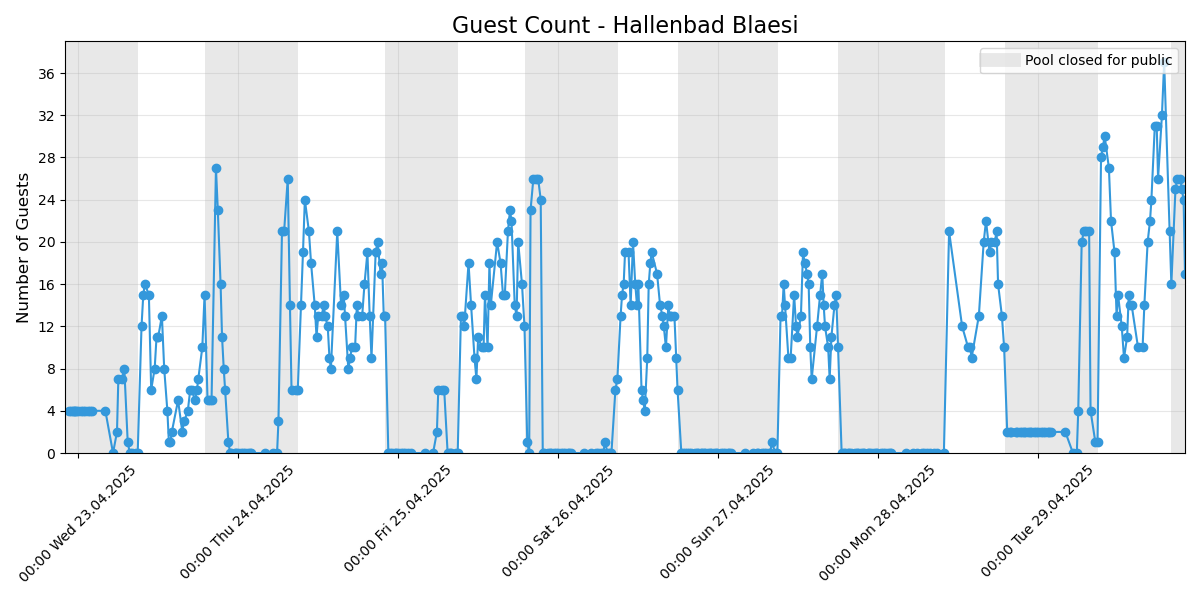 Guest Count - Hallenbad Blaesi
Pool closed for public
Number of Guests
36
32
28
24
20
16
12
8
4
0
00:00 Wed 23.04.2025
00:00 Thu 24.04.2025
00:00 Fri 25.04.2025
00:00 Sat 26.04.2025
00:00 Sun 27.04.2025
00:00 Mon 28.04.2025
00:00 Tue 29.04.2025